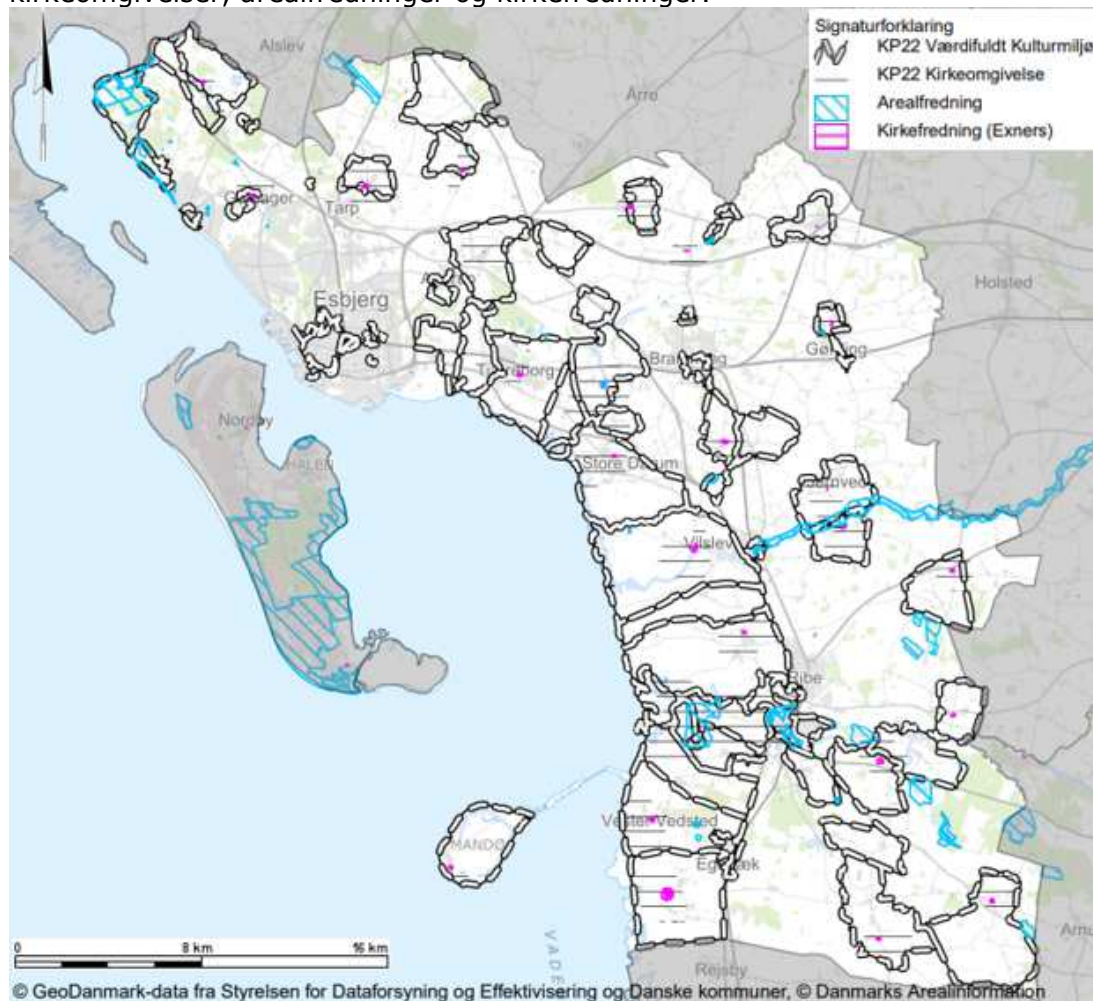 kirkeomgivelser, arealfredninger og kirkefredninger.
Signaturforklaring
KP22 Værdifuldt Kulturmiljø
KP22 Kirkeomgivelse
Arealfredning
Kirkefredning (Exners)
Alslev
Årre
Tarp
Holsted
Esbjerg
Nordby
HALEN
Store Darum
Vilslev
Ribe
MANDØ
Vester Vedsted
Rejsby
0 8 km 16 km
© GeoDanmark-data fra Styrelsen for Dataforsyning og Effektivisering og Danske kommuner, © Danmarks Arealinformation